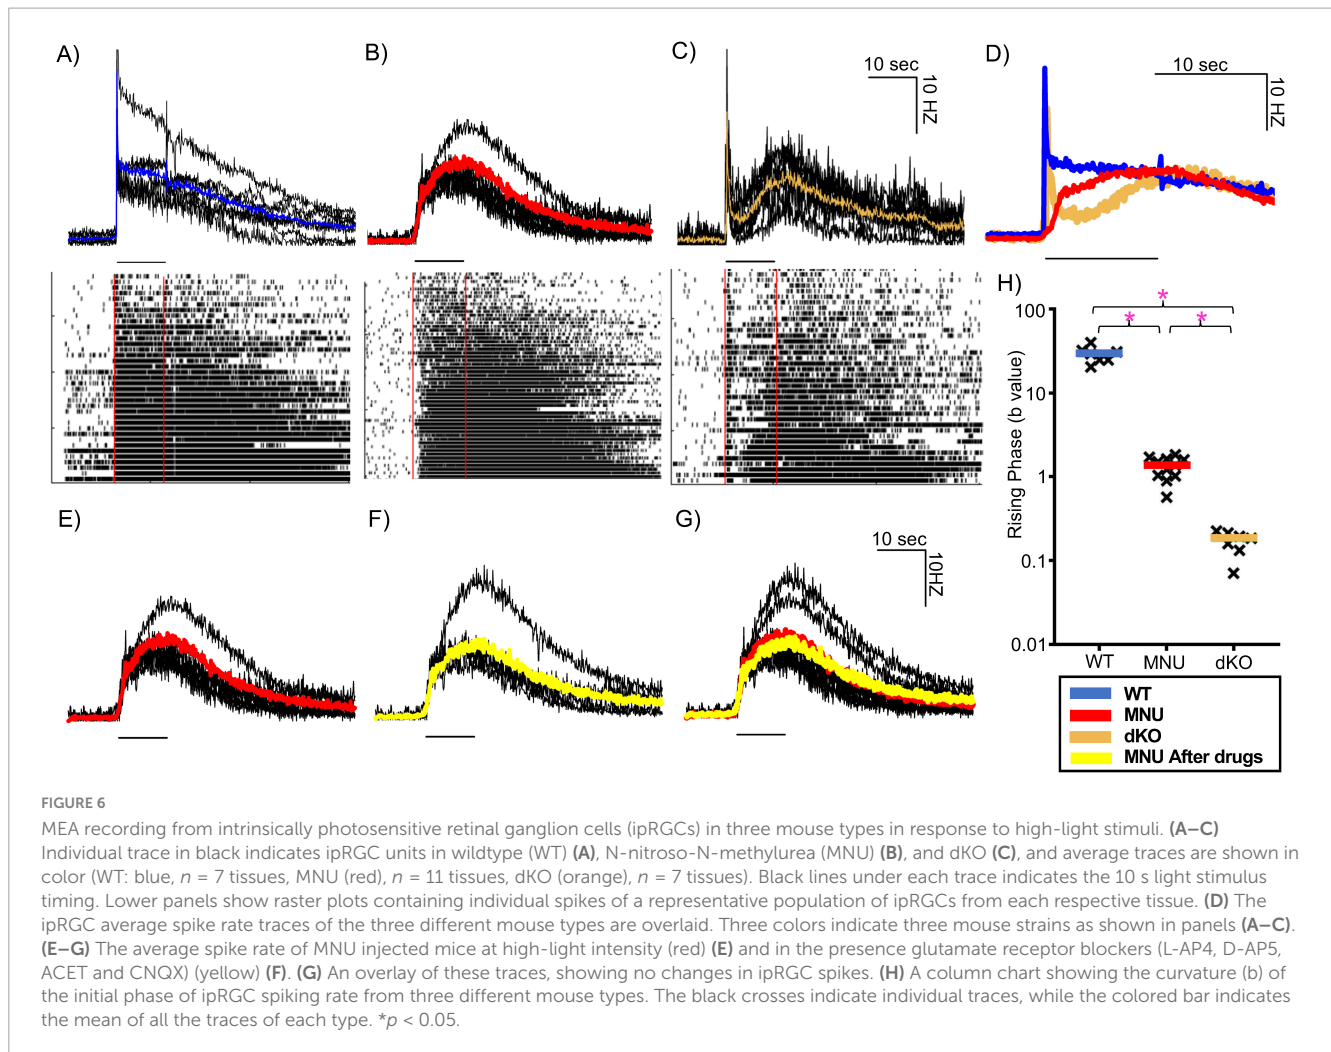 A)
B)
C)
10 sec
10 HZ
D)
10 sec
10 HZ
H)
*
* *
100
10
1
0.1
0.01
Rising Phase (b value)
WT MNU dKO
E)
F)
G)
10 sec
10HZ
WT
MNU
dKO
MNU After drugs
FIGURE 6
MEA recording from intrinsically photosensitive retinal ganglion cells (ipRGCs) in three mouse types in response to high-light stimuli. (A–C)
Individual trace in black indicates ipRGC units in wildtype (WT) (A), N-nitroso-N-methylurea (MNU) (B), and dKO (C), and average traces are shown in
color (WT: blue, n = 7 tissues, MNU (red), n = 11 tissues, dKO (orange), n = 7 tissues). Black lines under each trace indicates the 10 s light stimulus
timing. Lower panels show raster plots containing individual spikes of a representative population of ipRGCs from each respective tissue. (D) The
ipRGC average spike rate traces of the three different mouse types are overlaid. Three colors indicate three mouse strains as shown in panels (A–C).
(E–G) The average spike rate of MNU injected mice at high-light intensity (red) (E) and in the presence glutamate receptor blockers (L-AP4, D-AP5,
ACET and CNQX) (yellow) (F). (G) An overlay of these traces, showing no changes in ipRGC spikes. (H) A column chart showing the curvature (b) of
the initial phase of ipRGC spiking rate from three different mouse types. The black crosses indicate individual traces, while the colored bar indicates
the mean of all the traces of each type. *p < 0.05.